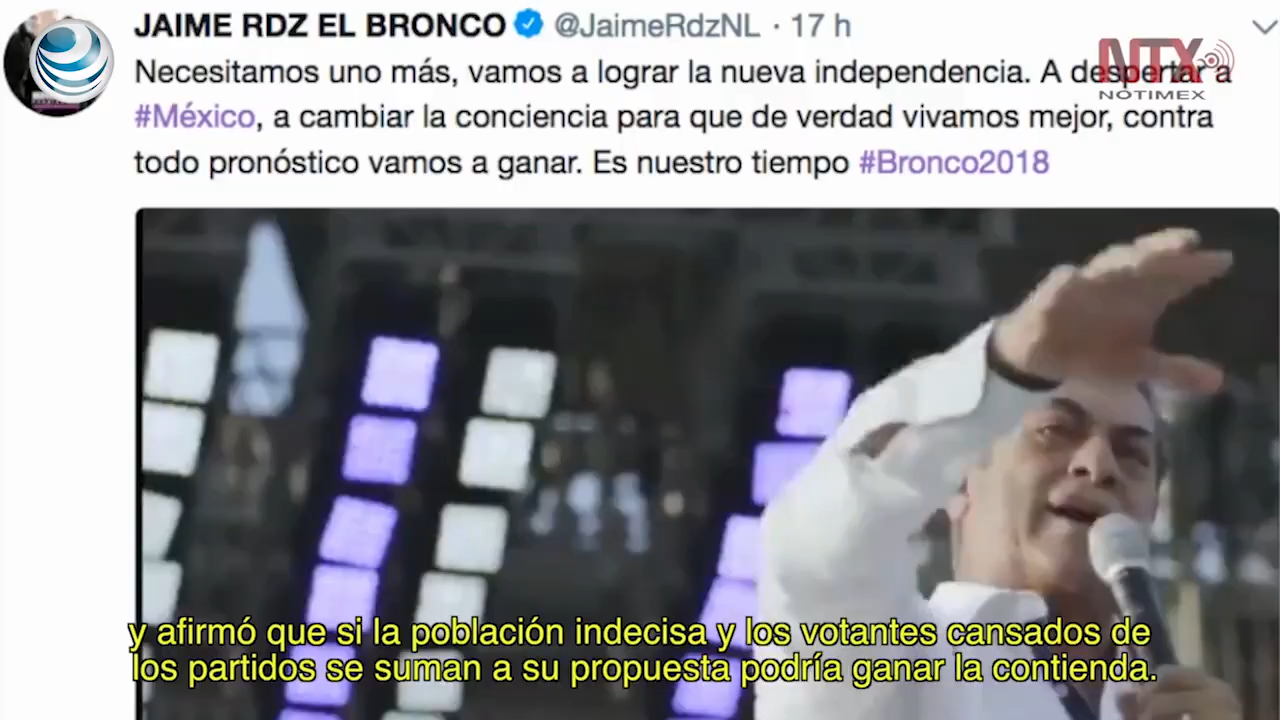 JAIME RDZ EL BRONCO @JaimeRdzNL · 17 h
Necesitamos uno más, vamos a lograr la nueva independencia. A despertar a
#México, a cambiar la conciencia para que de verdad vivamos mejor, contra
todo pronóstico vamos a ganar. Es nuestro tiempo #Bronco2018
NTX
NOTIMEX
y afirmó que si la población indecisa y los votantes cansados de
los partidos se suman a su propuesta podría ganar la contienda.